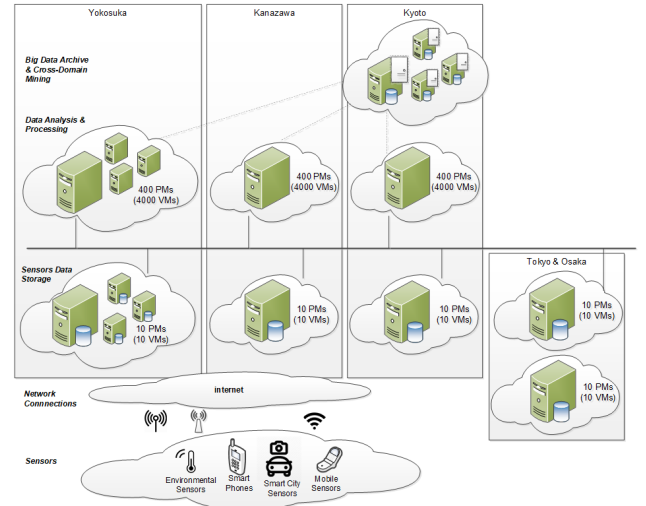 Yokosuka
Kanazawa
Kyoto
Big Data Archive
& Cross-Domain
Mining
Data Analysis &
Processing
400 PMs
(4000 VMs)
400 PMs
(4000 VMs)
400 PMs
(4000 VMs)
Sensors Data
Storage
10 PMs
(10 VMs)
10 PMs
(10 VMs)
10 PMs
(10 VMs)
Tokyo & Osaka
10 PMs
(10 VMs)
10 PMs
(10 VMs)
Network
Connnections
internet
Sensors
Environmental
Sensors
Smart
Phones
Smart City
Sensors
Mobile
Sensors